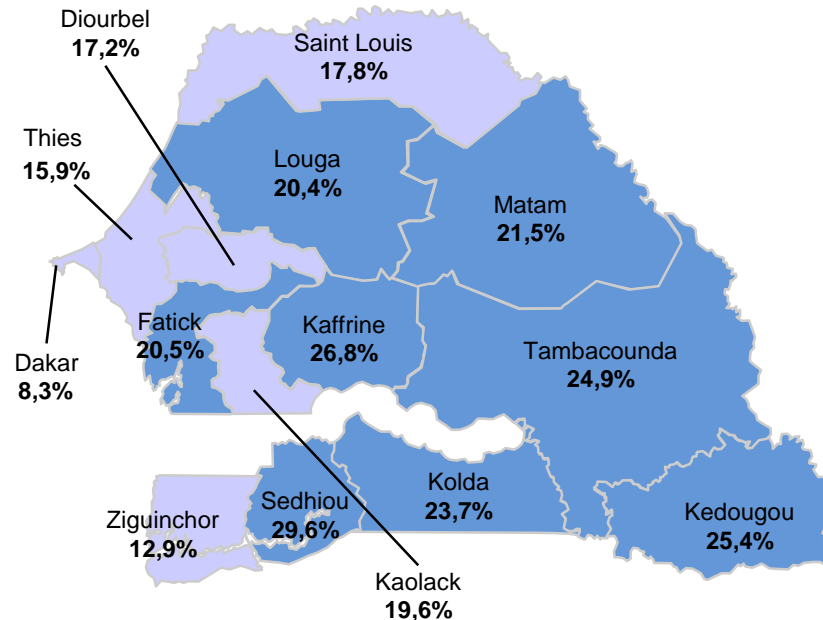 Diourbel
17,2%
Saint Louis
17,8%
Thies
15,9%
Louga
20,4%
Matam
21,5%
Fatick
20,5%
Kaffrine
26,8%
Tambacounda
24,9%
Dakar
8,3%
Ziguinchor
12,9%
Sedhiou
29,6%
Kolda
23,7%
Kedougou
25,4%
Kaolack
19,6%